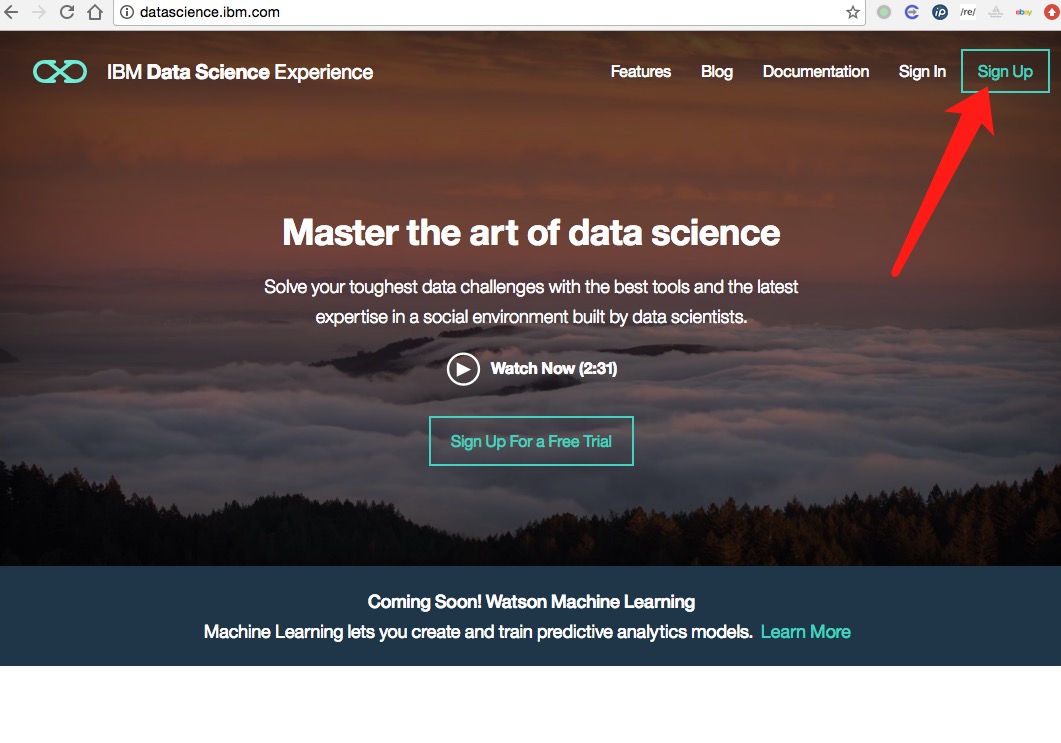 datascience.ibm.com
iP
/re/
ebay
IBM Data Science Experience
Features
Blog
Documentation
Sign In
Sign Up
Master the art of data science
Solve your toughest data challenges with the best tools and the latest
expertise in a social environment built by data scientists.
Watch Now (2:31)
Sign Up For a Free Trial
Coming Soon! Watson Machine Learning
Machine Learning lets you create and train predictive analytics models. Learn More